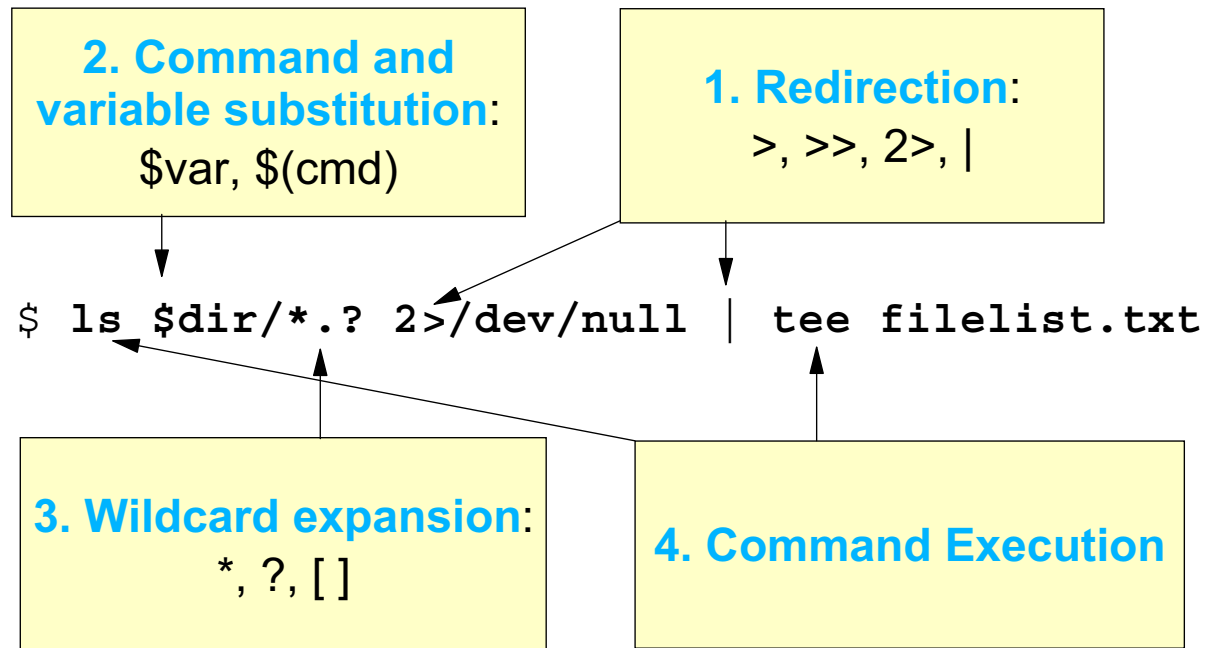 2. Command and
variable substitution:
$var, $(cmd)
1. Redirection:
>, >>, 2>, |
$ ls $dir/*.? 2>/dev/null | tee filelist.txt
3. Wildcard expansion:
*, ?, [ ]
4. Command Execution